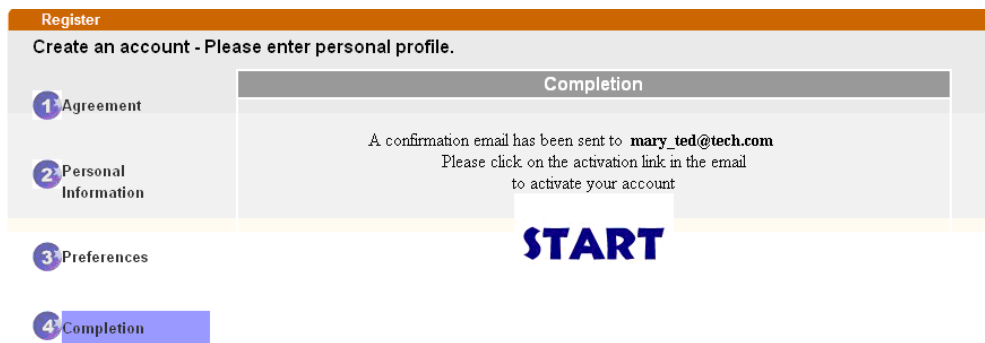 Register
Create an account - Please enter personal profile.
1 Agreement
2 Personal
Information
3 Preferences
4 Completion
Completion
A confirmation email has been sent to mary_ted@tech.com
Please click on the activation link in the email
to activate your account
START